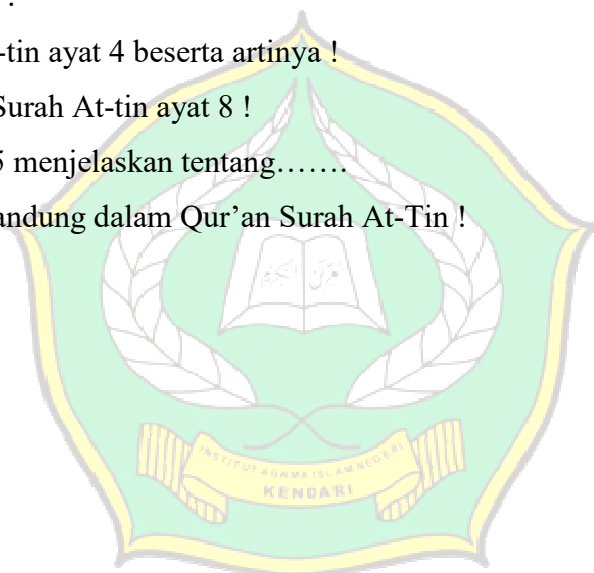 .
-tin ayat 4 beserta artinya !
Surah At-tin ayat 8 !
5 menjelaskan tentang…….
andung dalam Qur’an Surah At-Tin !
INSTITUT AGAMA ISLAM NEGERI
KENDARI